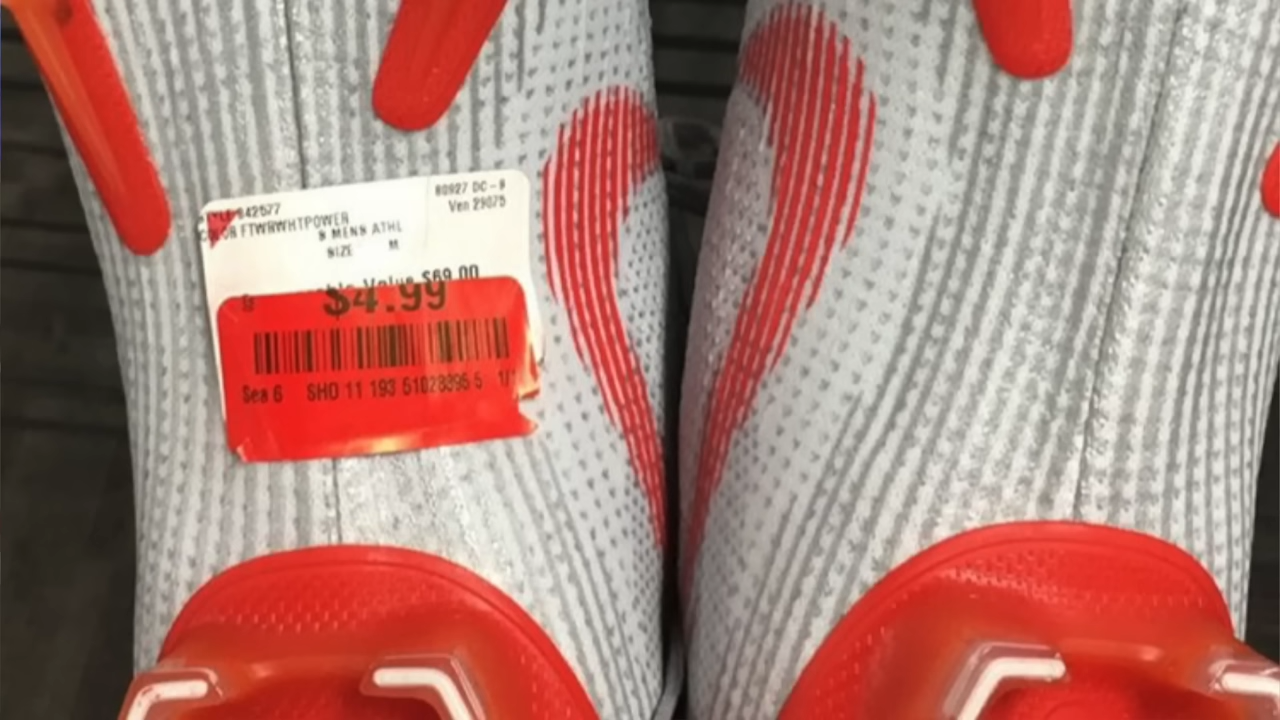 80927 DC - 9
Ven 29075
COLOR FTWRWHTPOWER
MENS ATHL
SIZE M
Value $69.00
$4.99
Sea 6 SHO 11 193 5